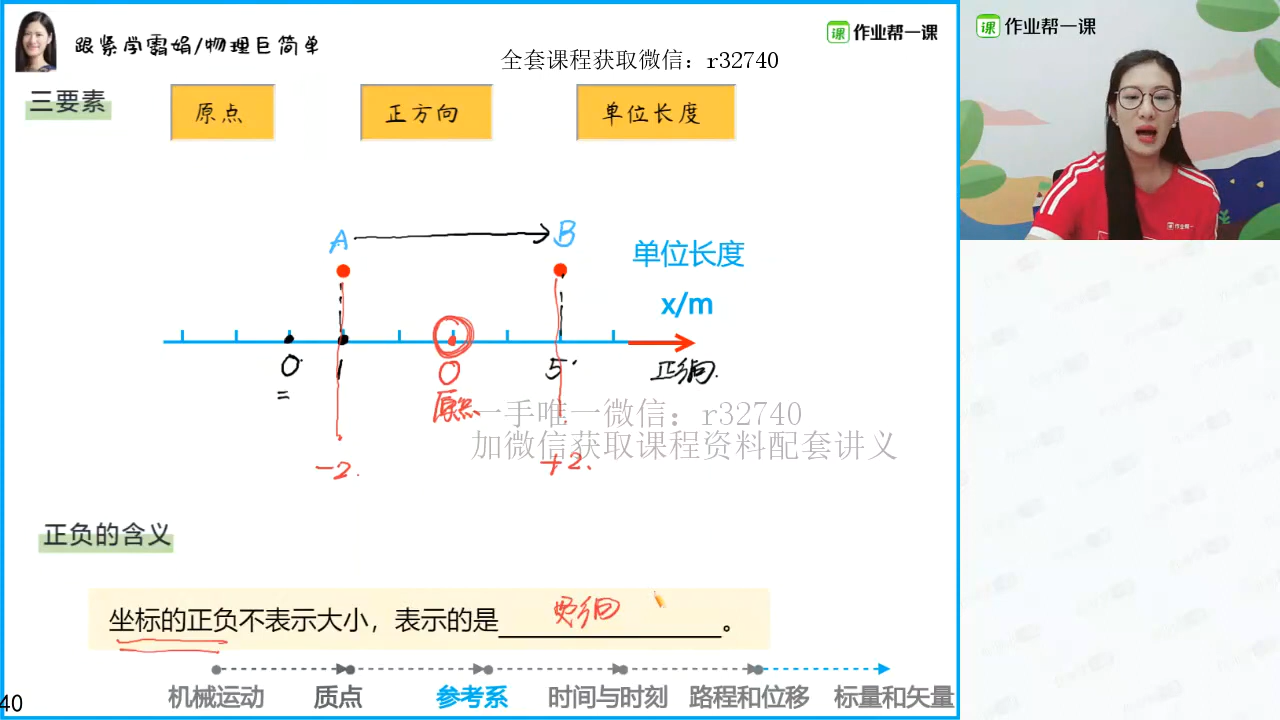 跟紧学霸娟/物理巨简单
作业帮一课
作业帮一课
全套课程获取微信：r32740
三要素
原点
正方向
单位长度
A
B
单位长度
x/m
0
1
0
5
正方向
原点
一手唯一微信：r32740
加微信获取课程资料配套讲义
-2
+2
正负的含义
坐标的正负不表示大小，表示的是
。
机械运动
质点
参考系
时间与时刻
路程和位移
标量和矢量
40